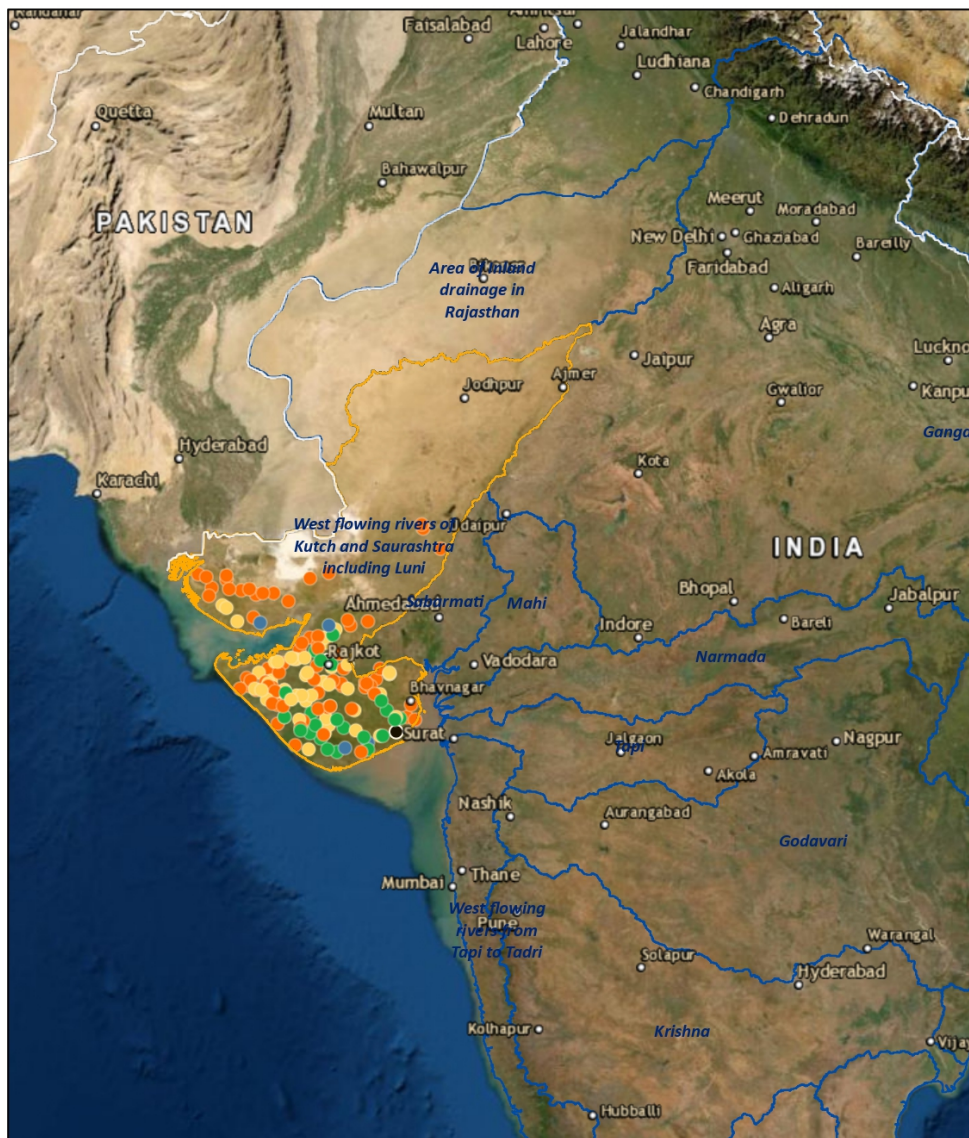 Kandahar
Faisalabad
Lahore
Jalandhar
Ludhiana
Chandigarh
Quetta
Multan
Dehradun
Bahawalpur
PAKISTAN
Meerut
Moradabad
New Delhi
Ghaziabad
Bareilly
Faridabad
Area of inland
drainage in
Rajasthan
Aligarh
Agra
Jaipur
Luckno
Jodhpur
Ajmer
Gwalior
Kanpu
Ganga
Hyderabad
Kota
Karachi
West flowing rivers of
Kutch and Saurashtra
including Luni
Udaipur
INDIA
Ahmedabad
Sabarmati
Mahi
Bhopal
Jabalpur
Indore
Bareli
Rajkot
Vadodara
Narmada
Bhavnagar
Surat
Jalgaon
Tapi
Amravati
Nagpur
Akola
Nashik
Aurangabad
Godavari
Mumbai
Thane
West flowing
rivers from
Tapi to Tadri
Pune
Warangal
Solapur
Hyderabad
Kolhapur
Krishna
Vijay
Hubballi